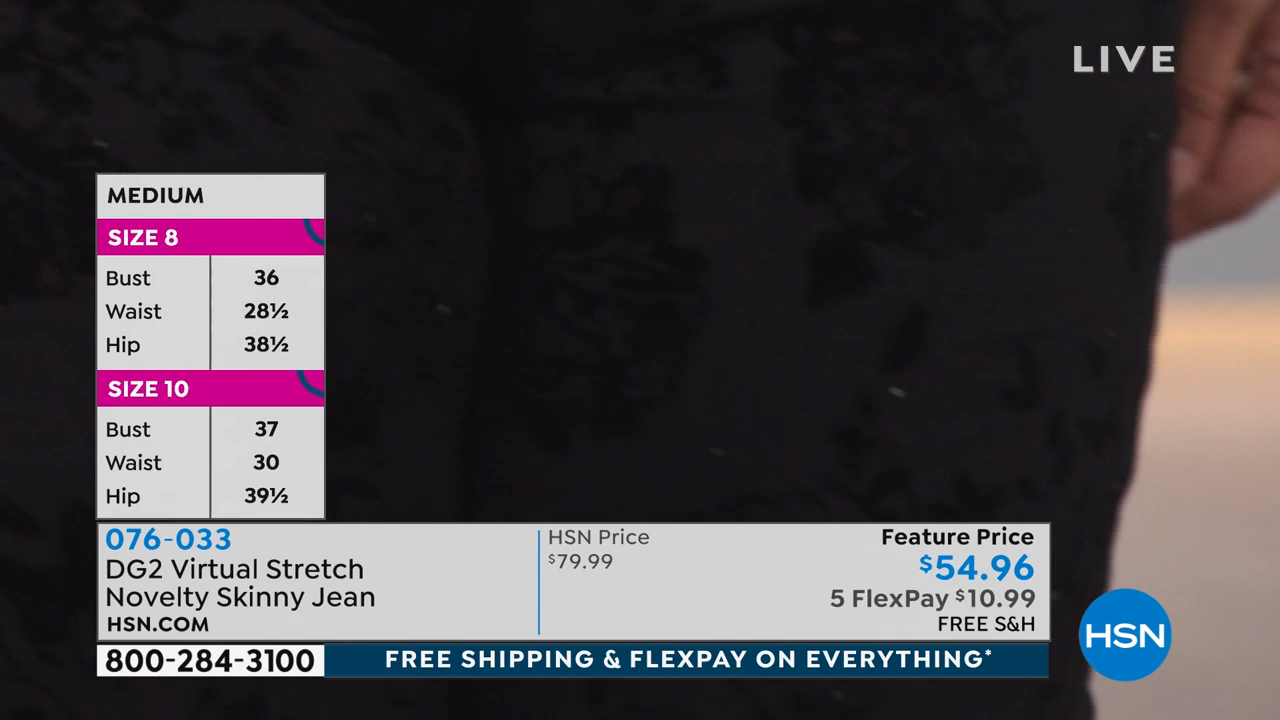 LIVE
MEDIUM
SIZE 8
Bust 36
Waist 28½
Hip 38½
SIZE 10
Bust 37
Waist 30
Hip 39½
076-033
DG2 Virtual Stretch
Novelty Skinny Jean
HSN.COM
HSN Price
$79.99
Feature Price
$54.96
5 FlexPay $10.99
FREE S&H
HSN
800-284-3100
FREE SHIPPING & FLEXPAY ON EVERYTHING*